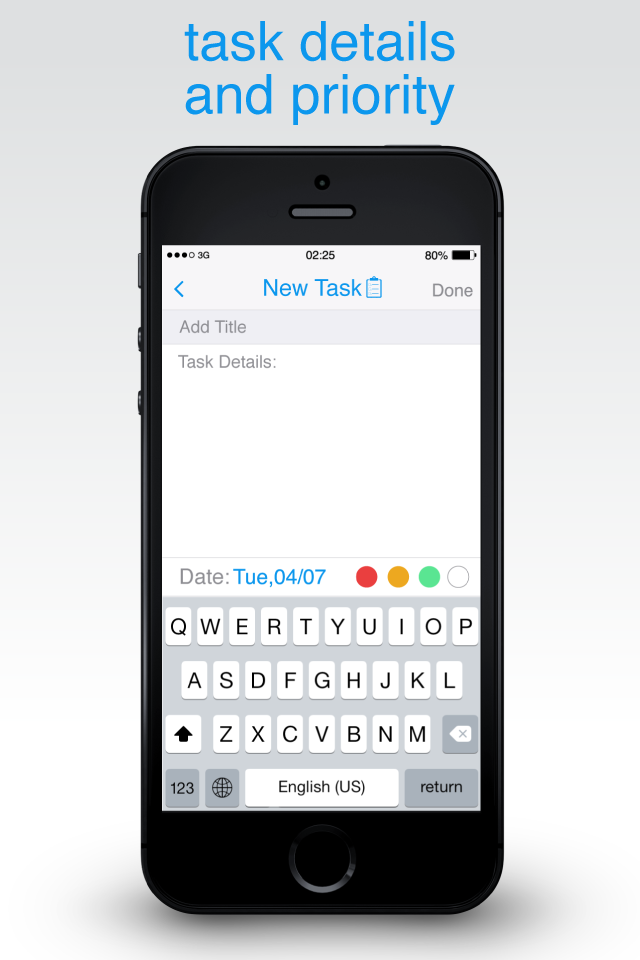 task details
and priority
3G 02:25 80%
New Task Done
Add Title
Task Details:
Date: Tue,04/07
Q W E R T Y U I O P
A S D F G H J K L
Z X C V B N M
123 English (US) return